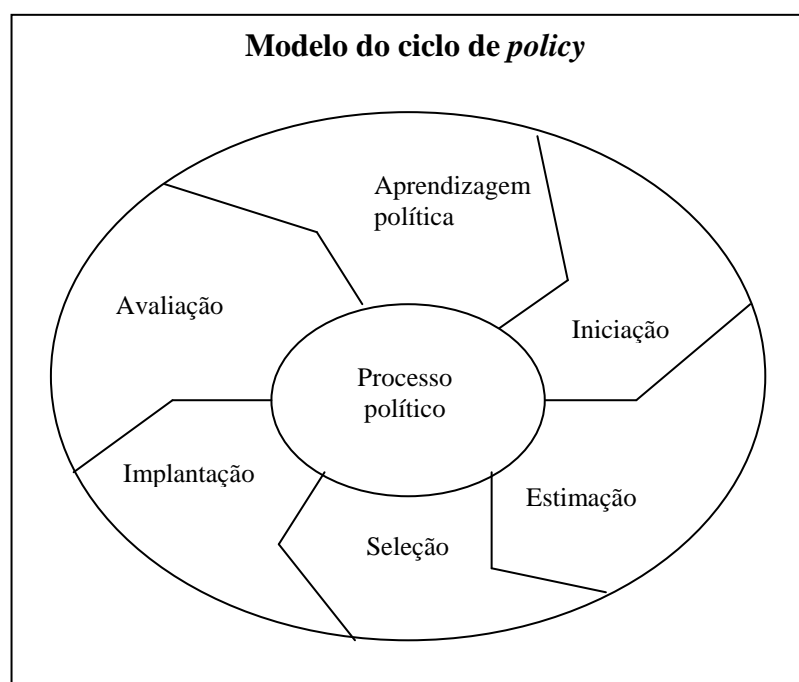 Modelo do ciclo de policy
Aprendizagem
política
Avaliação
Iniciação
Processo
político
Implantação
Estimação
Seleção